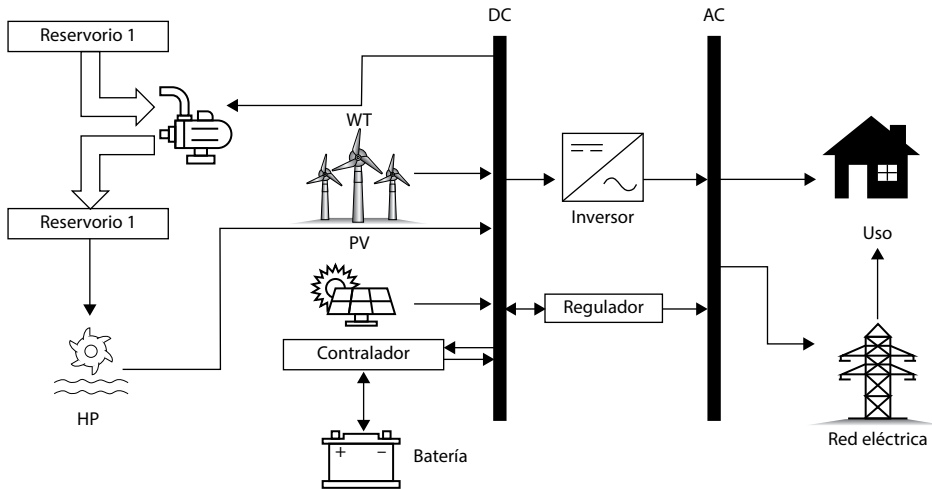 DC
AC
Reservorio 1
WT
Inversor
Uso
Reservorio 1
PV
Regulador
Contralador
HP
Red eléctrica
+ −
Batería